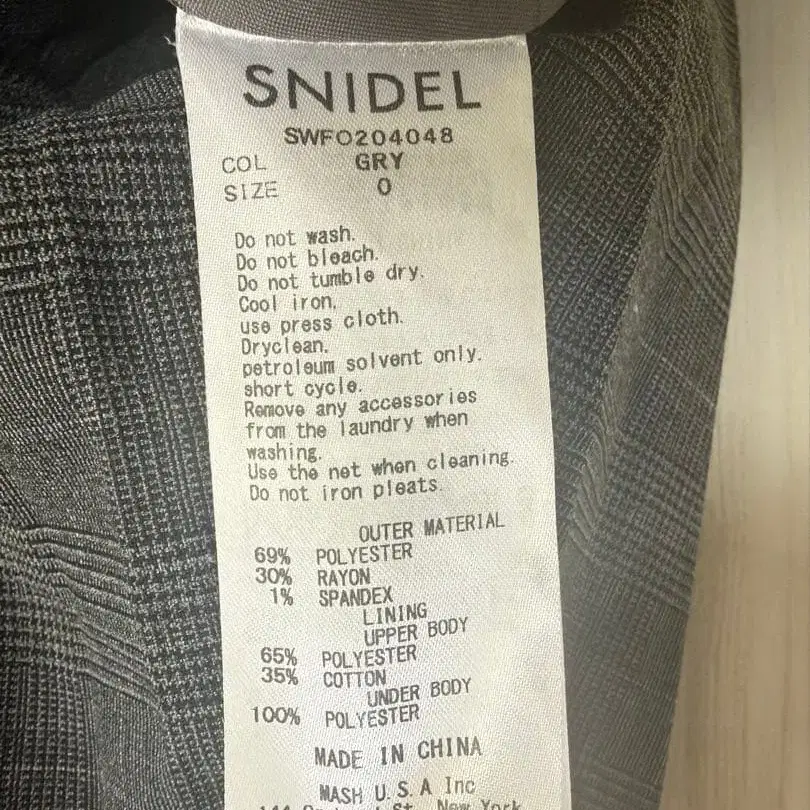 SNIDEL
SWFO204048
COL GRY
SIZE 0
Do not wash.
Do not bleach.
Do not tumble dry.
Cool iron.
use press cloth.
Dryclean.
petroleum solvent only.
short cycle.
Remove any accessories
from the laundry when
washing.
Use the net when cleaning.
Do not iron pleats.
OUTER MATERIAL
69% POLYESTER
30% RAYON
1% SPANDEX
LINING
UPPER BODY
65% POLYESTER
35% COTTON
UNDER BODY
100% POLYESTER
MADE IN CHINA
MASH U.S.A Inc
St. New York